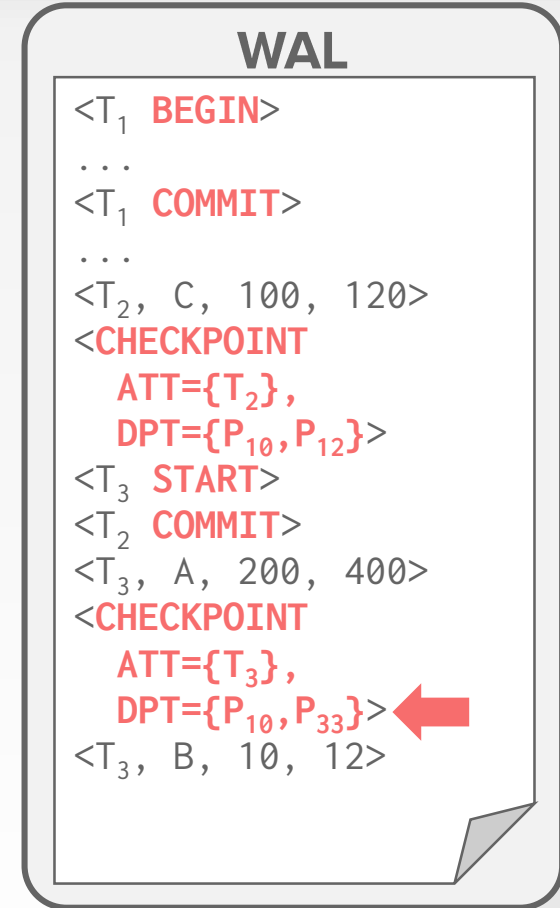 WAL
<T₁ BEGIN>
...
<T₁ COMMIT>
...
<T₂, C, 100, 120>
<CHECKPOINT
ATT={T₂},
DPT={P₁₀,P₁₂}>
<T₃ START>
<T₂ COMMIT>
<T₃, A, 200, 400>
<CHECKPOINT
ATT={T₃},
DPT={P₁₀,P₃₃}>
<T₃, B, 10, 12>